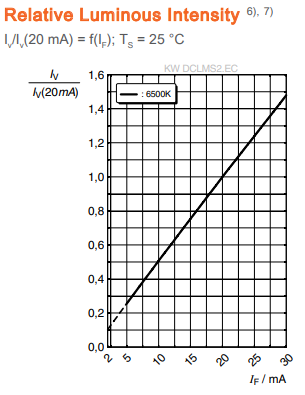 Relative Luminous Intensity 6), 7)
Iv/Iv(20 mA) = f(IF); TS = 25 °C
KW DCLMS2.EC
Iv
Iv(20mA)
: 6500K
1,6
1,4
1,2
1,0
0,8
0,6
0,4
0,2
0,0
2 5 10 15 20 25 30
IF / mA